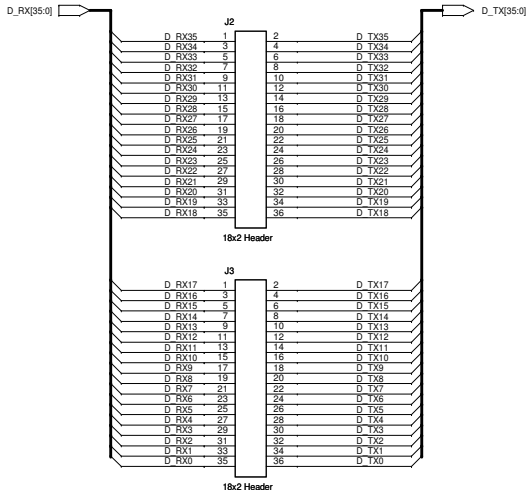 D_RX[35:0] D_TX[35:0]
J2
D_RX35 1 2 D_TX35
D_RX34 3 4 D_TX34
D_RX33 5 6 D_TX33
D_RX32 7 8 D_TX32
D_RX31 9 10 D_TX31
D_RX30 11 12 D_TX30
D_RX29 13 14 D_TX29
D_RX28 15 16 D_TX28
D_RX27 17 18 D_TX27
D_RX26 19 20 D_TX26
D_RX25 21 22 D_TX25
D_RX24 23 24 D_TX24
D_RX23 25 26 D_TX23
D_RX22 27 28 D_TX22
D_RX21 29 30 D_TX21
D_RX20 31 32 D_TX20
D_RX19 33 34 D_TX19
D_RX18 35 36 D_TX18
18x2 Header
J3
D_RX17 1 2 D_TX17
D_RX16 3 4 D_TX16
D_RX15 5 6 D_TX15
D_RX14 7 8 D_TX14
D_RX13 9 10 D_TX13
D_RX12 11 12 D_TX12
D_RX11 13 14 D_TX11
D_RX10 15 16 D_TX10
D_RX9 17 18 D_TX9
D_RX8 19 20 D_TX8
D_RX7 21 22 D_TX7
D_RX6 23 24 D_TX6
D_RX5 25 26 D_TX5
D_RX4 27 28 D_TX4
D_RX3 29 30 D_TX3
D_RX2 31 32 D_TX2
D_RX1 33 34 D_TX1
D_RX0 35 36 D_TX0
18x2 Header